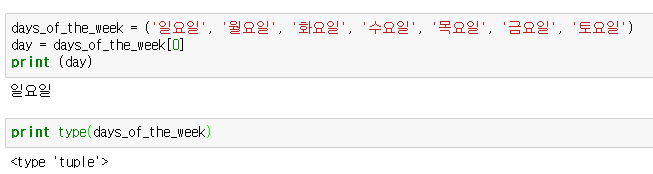 days_of_the_week = ('일요일', '월요일', '화요일', '수요일', '목요일', '금요일', '토요일')
day = days_of_the_week[0]
print (day)
일요일
print type(days_of_the_week)
<type 'tuple'>